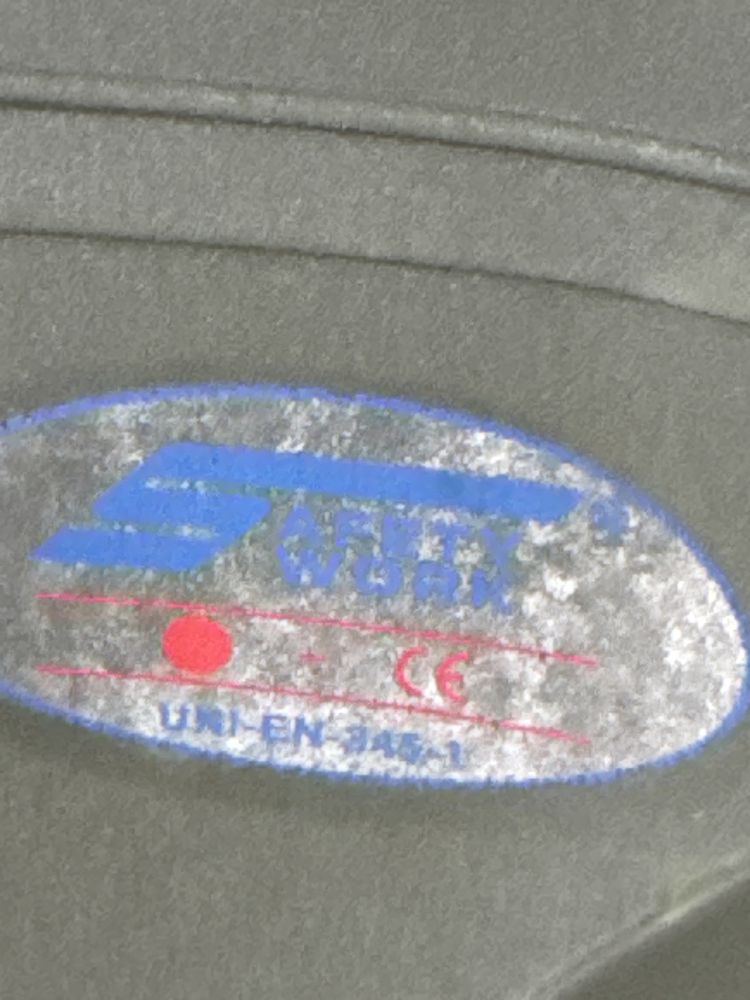 SAFETY
WORK
CE
UNI-EN-345-1